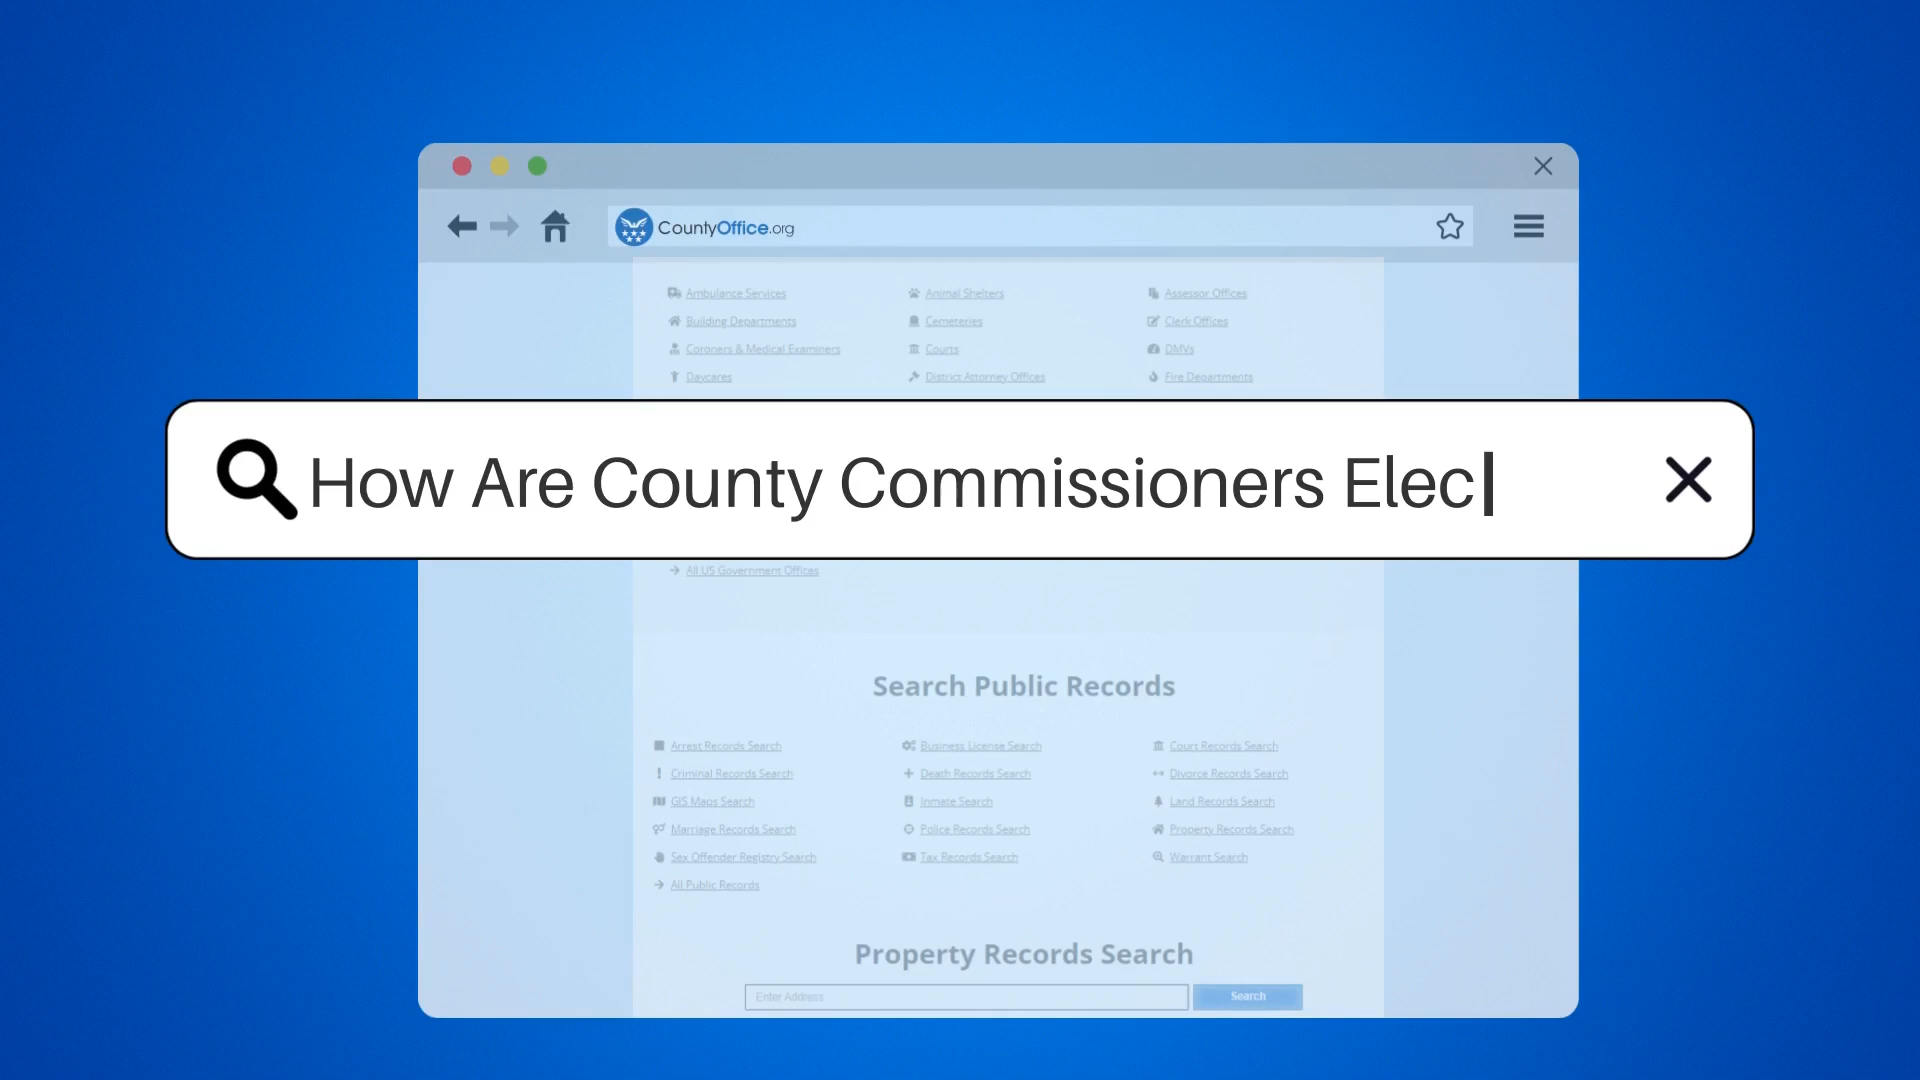 CountyOffice.org
Ambulance Services Animal Shelters Assessor Offices
Building Departments Cemeteries Clerk Offices
Coroners & Medical Examiners Courts DMVs
Daycares District Attorney Offices Fire Departments
How Are County Commissioners Elec
All US Government Offices
Search Public Records
Arrest Records Search Business License Search Court Records Search
Criminal Records Search Death Records Search Divorce Records Search
GIS Maps Search Inmate Search Land Records Search
Marriage Records Search Police Records Search Property Records Search
Sex Offender Registry Search Tax Records Search Warrant Search
All Public Records
Property Records Search
Enter Address Search